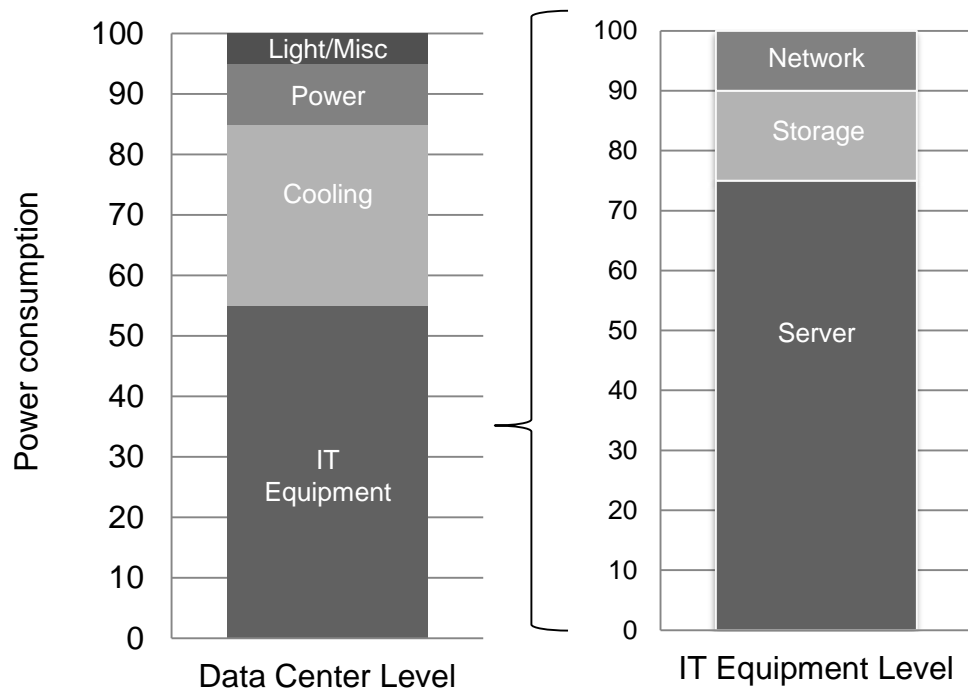 Power consumption
100
90
80
70
60
50
40
30
20
10
0
Light/Misc
Power
Cooling
IT
Equipment
Data Center Level
100
90
80
70
60
50
40
30
20
10
0
Network
Storage
Server
IT Equipment Level